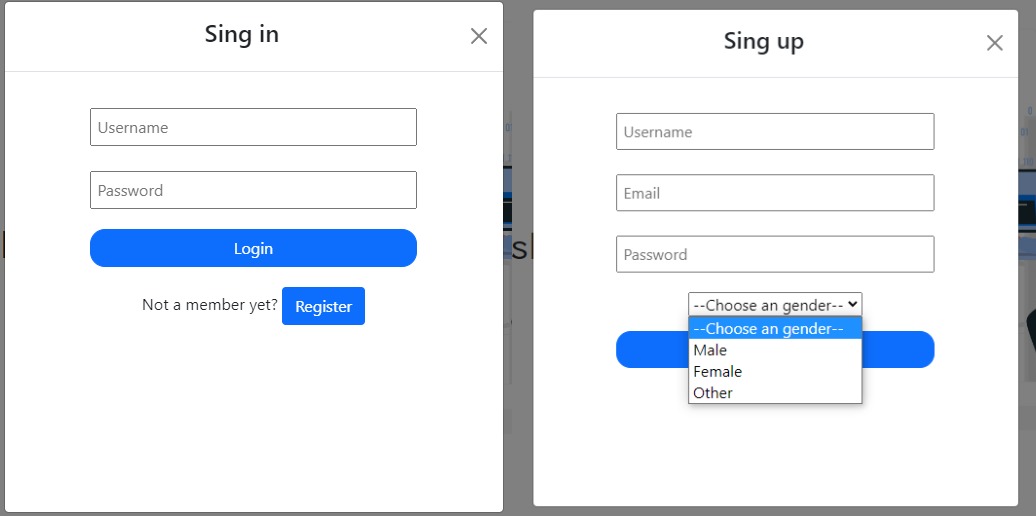 Sing in
Username
Password
Login
Not a member yet? Register
Sing up
Username
Email
Password
--Choose an gender--
--Choose an gender--
Male
Female
Other